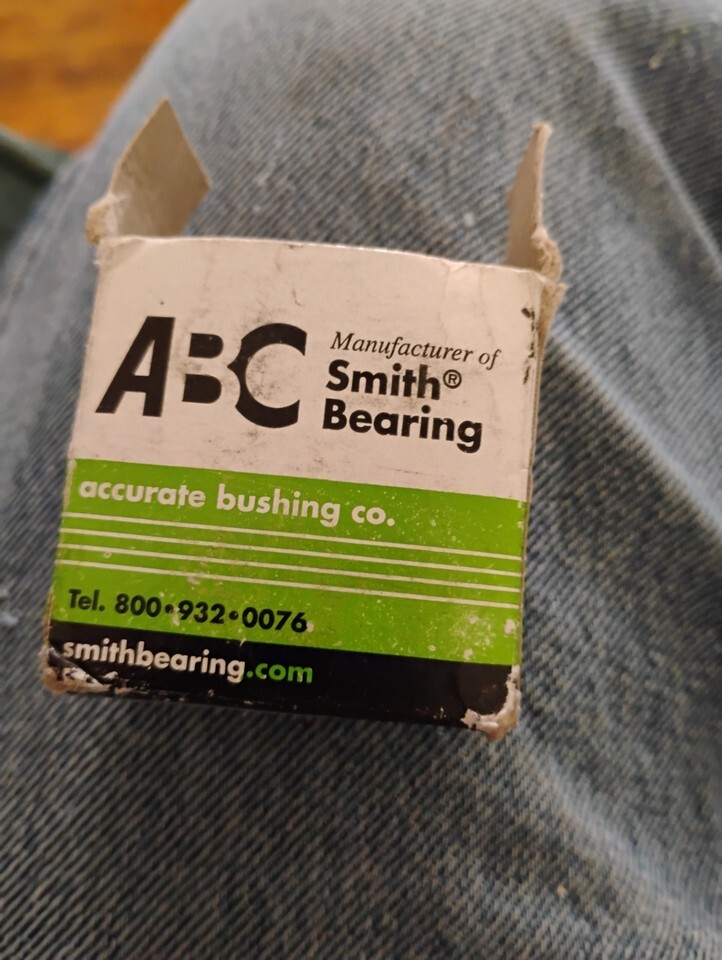 ABC
Manufacturer of
Smith®
Bearing
accurate bushing co.
Tel. 800•932•0076
smithbearing.com